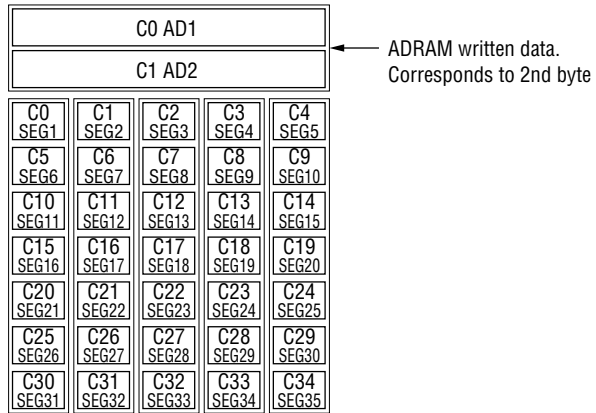 C0 AD1
ADRAM written data.
C1 AD2
Corresponds to 2nd byte
C0 C1 C2 C3 C4
SEG1 SEG2 SEG3 SEG4 SEG5
C5 C6 C7 C8 C9
SEG6 SEG7 SEG8 SEG9 SEG10
C10 C11 C12 C13 C14
SEG11 SEG12 SEG13 SEG14 SEG15
C15 C16 C17 C18 C19
SEG16 SEG17 SEG18 SEG19 SEG20
C20 C21 C22 C23 C24
SEG21 SEG22 SEG23 SEG24 SEG25
C25 C26 C27 C28 C29
SEG26 SEG27 SEG28 SEG29 SEG30
C30 C31 C32 C33 C34
SEG31 SEG32 SEG33 SEG34 SEG35